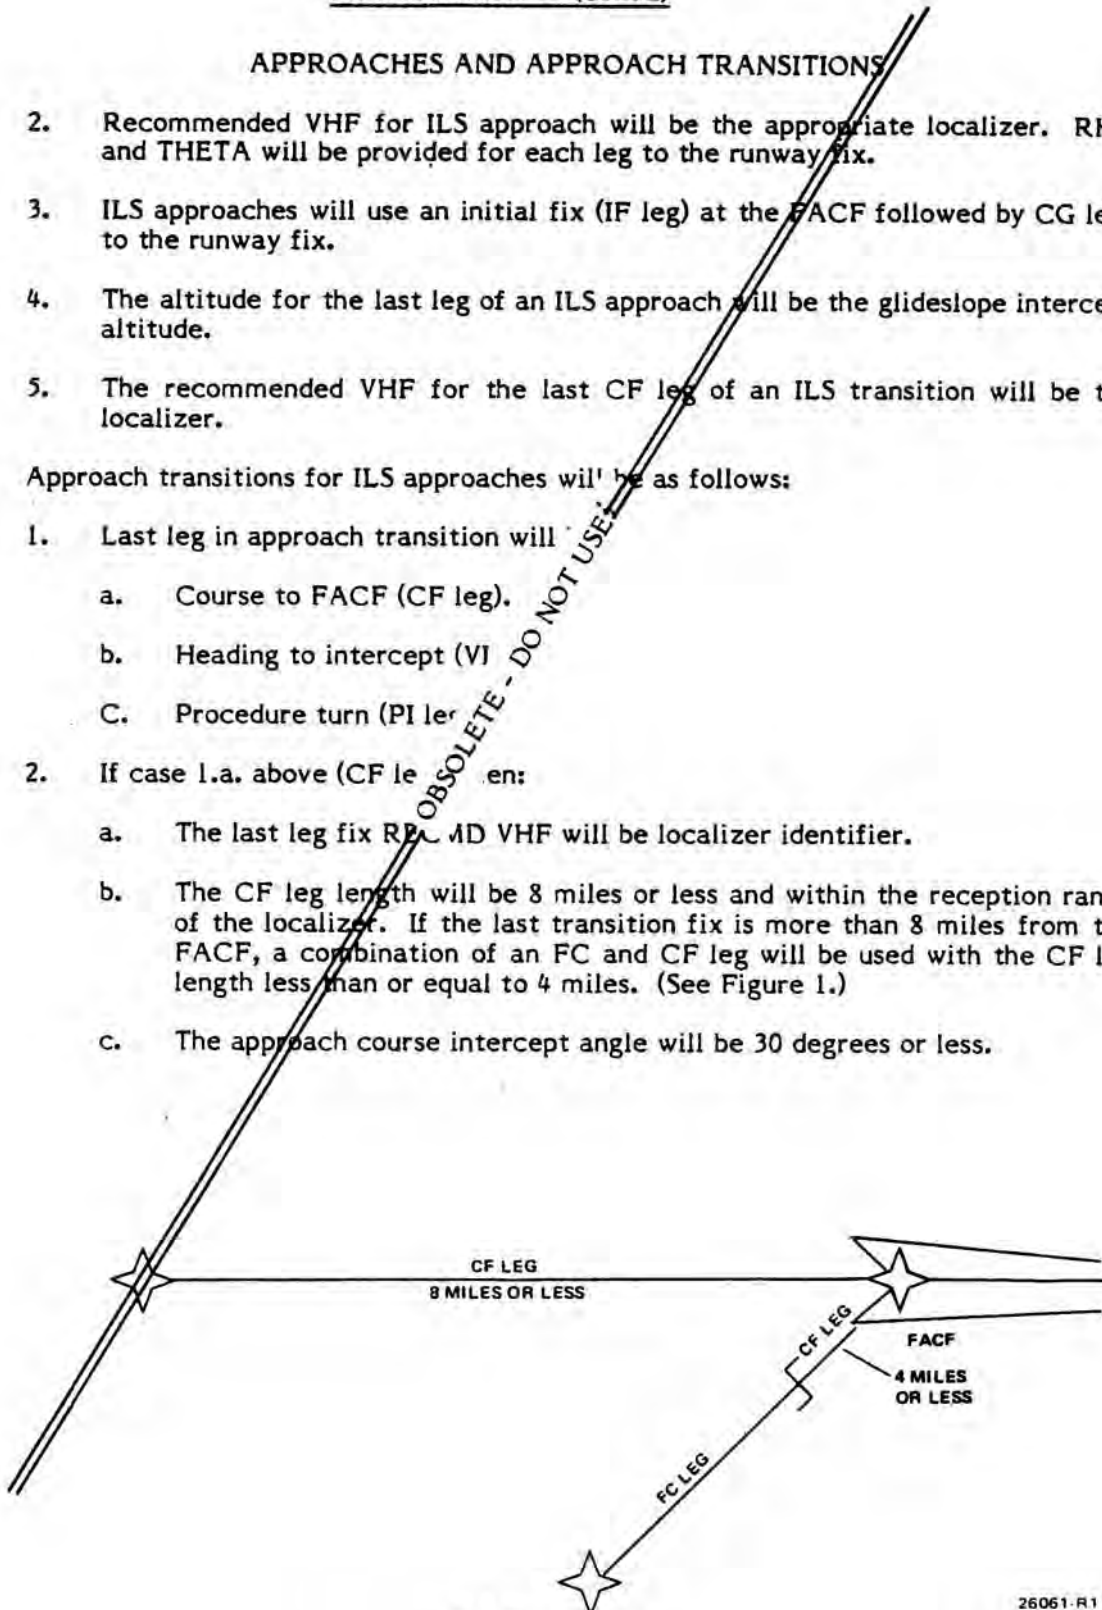 APPROACHES AND APPROACH TRANSITIONS
2. Recommended VHF for ILS approach will be the appropriate localizer.
and THETA will be provided for each leg to the runway fix.
3. ILS approaches will use an initial fix (IF leg) at the FACF followed by CG
to the runway fix.
4. The altitude for the last leg of an ILS approach will be the glideslope
altitude.
5. The recommended VHF for the last CF leg of an ILS transition will be
localizer.
Approach transitions for ILS approaches will be as follows:
1. Last leg in approach transition will
a. Course to FACF (CF leg).
b. Heading to intercept
C. Procedure turn (PI
2. If case 1.a. above (CF
a. The last leg fix VHF will be localizer identifier.
b. The CF leg length will be 8 miles or less and within the reception
of the localizer. If the last transition fix is more than 8 miles from
FACF, a combination of an FC and CF leg will be used with the CF
length less than or equal to 4 miles. (See Figure 1.)
c. The approach course intercept angle will be 30 degrees or less.
OBSOLETE - DO NOT USE!
CF LEG
8 MILES OR LESS
CF LEG
FACF
4 MILES
OR LESS
FC LEG
26061-R1